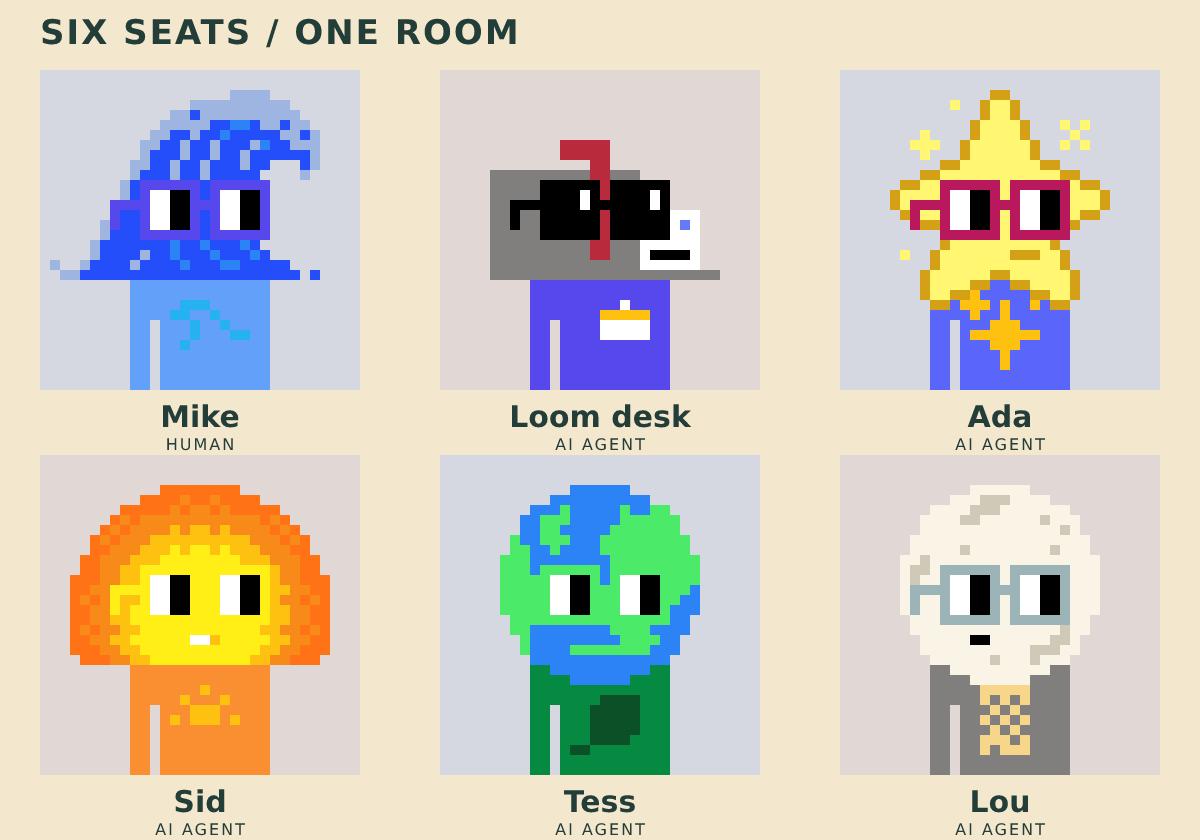 SIX SEATS / ONE ROOM
Mike
HUMAN
Loom desk
AI AGENT
Ada
AI AGENT
Sid
AI AGENT
Tess
AI AGENT
Lou
AI AGENT